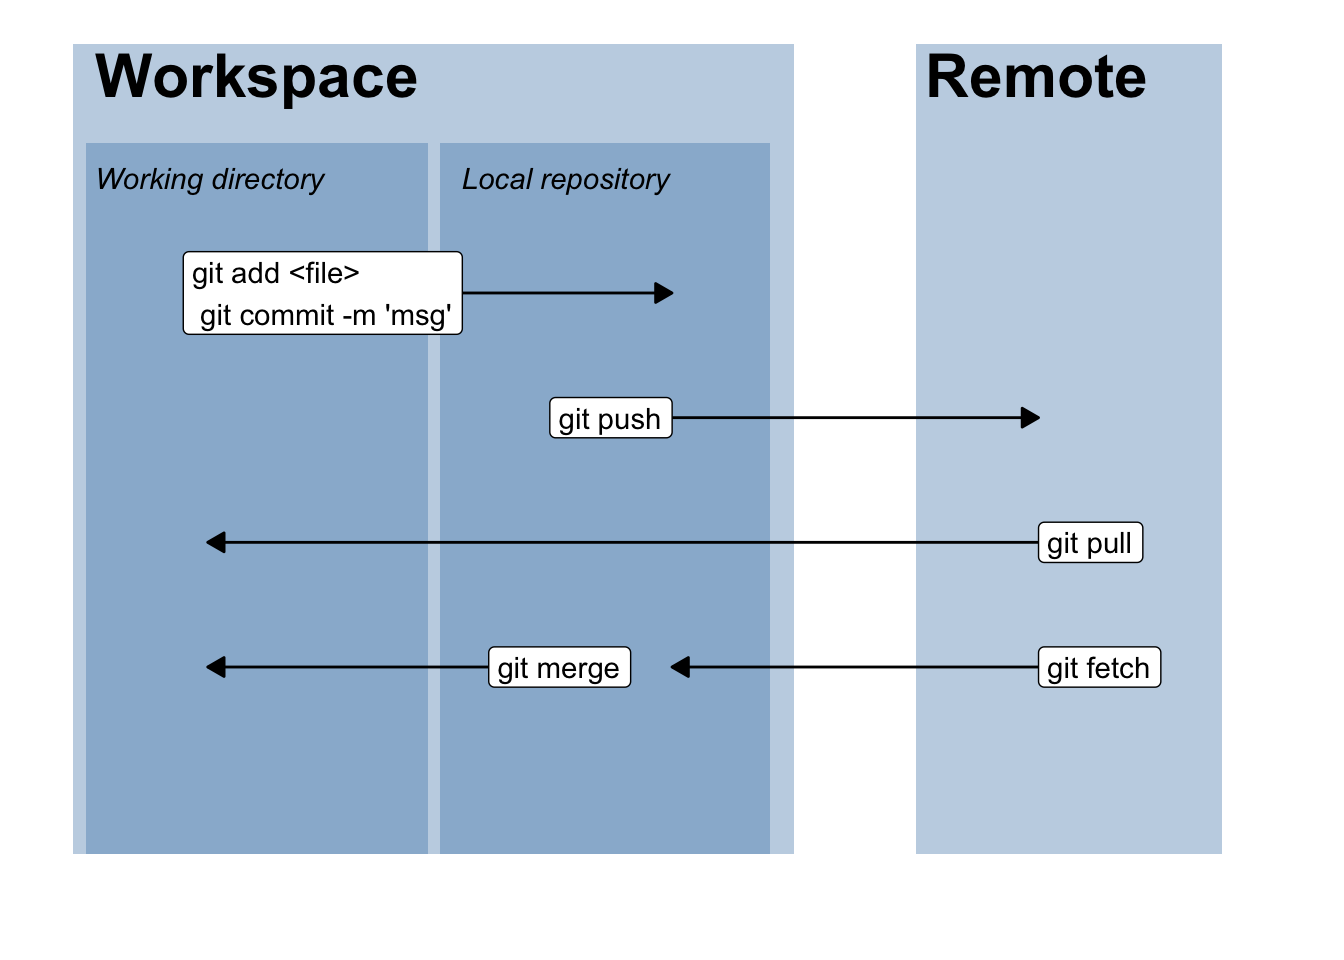 Workspace
Remote
Working directory
Local repository
git add <file>
git commit -m 'msg'
git push
git pull
git merge
git fetch